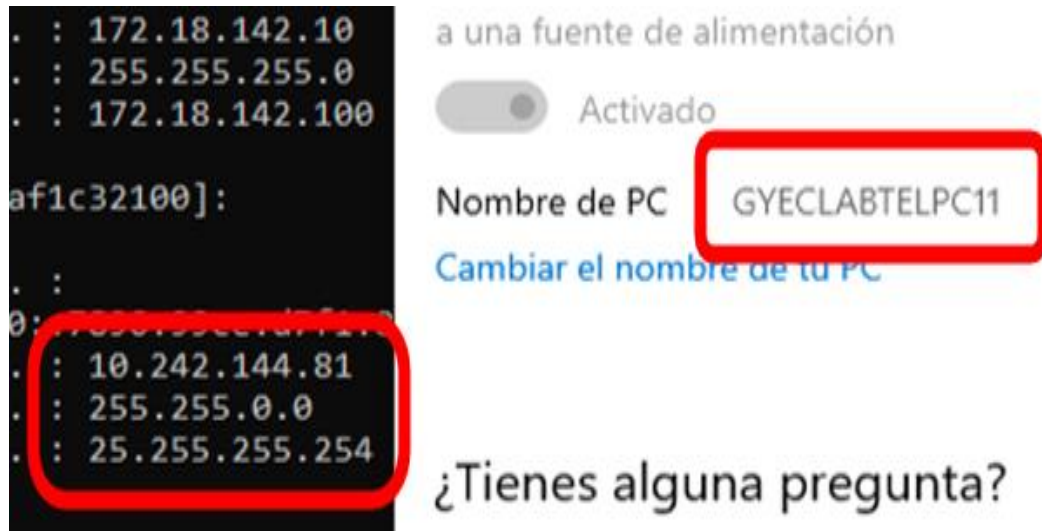 . : 172.18.142.10
. : 255.255.255.0
. : 172.18.142.100
af1c32100]:
. :
. : 10.242.144.81
. : 255.255.0.0
. : 25.255.255.254
a una fuente de alimentación
Activado
Nombre de PC GYECLABTELPC11
Cambiar el nombre de tu PC
¿Tienes alguna pregunta?